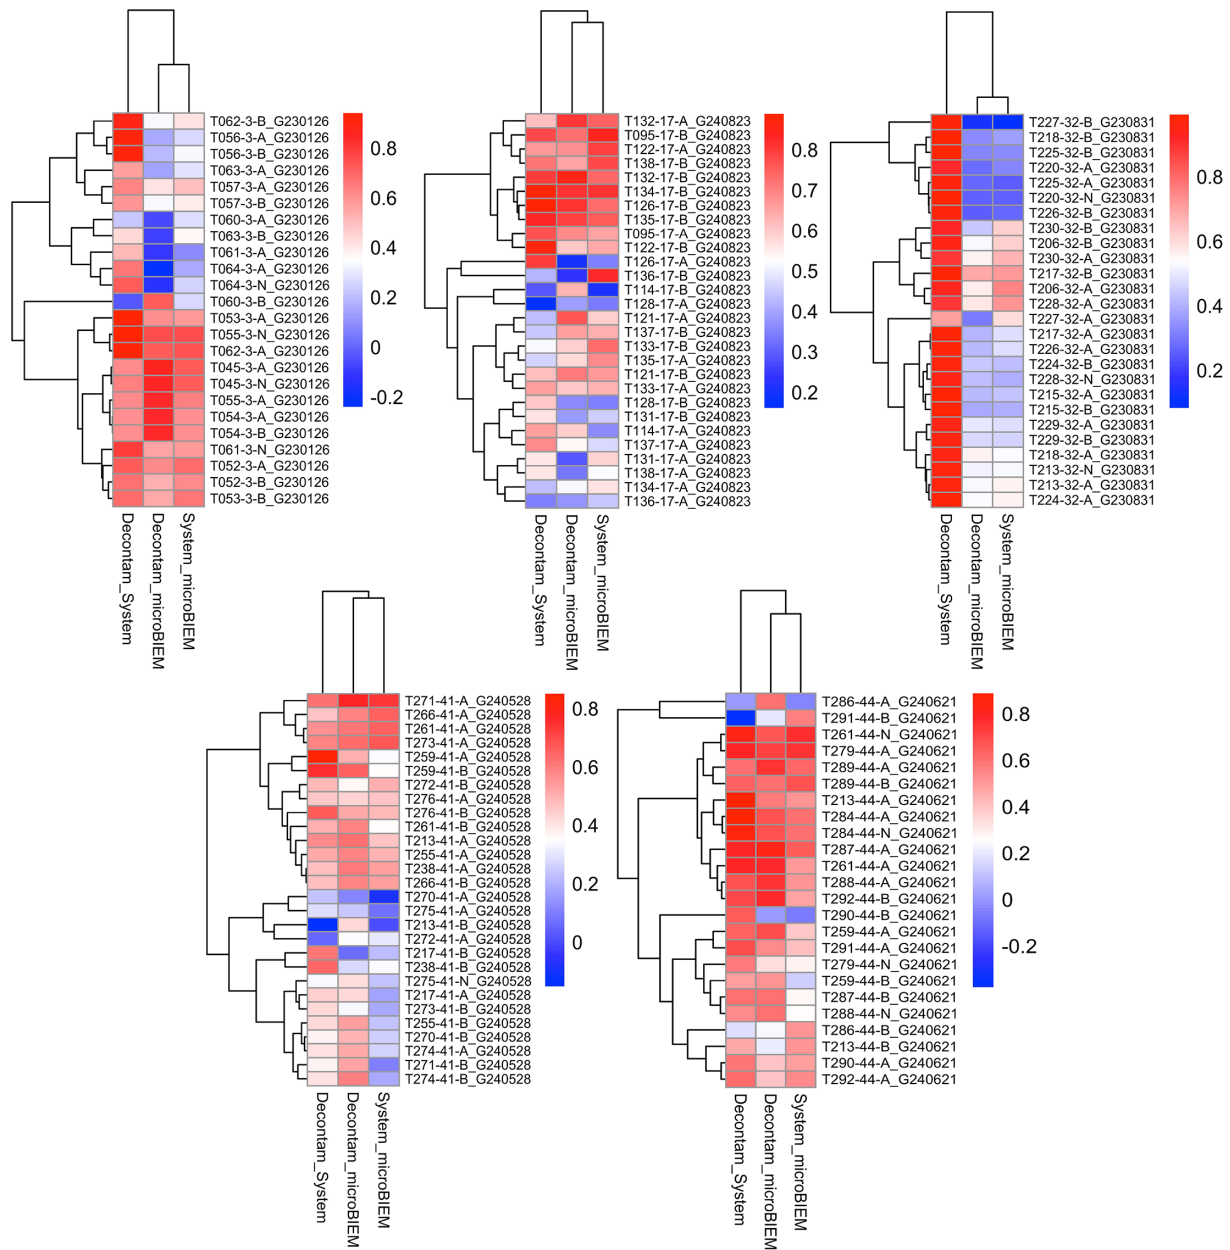 T062-3-B_G230126
T056-3-A_G230126
T056-3-B_G230126
T063-3-A_G230126
T057-3-A_G230126
T057-3-B_G230126
T060-3-A_G230126
T063-3-B_G230126
T061-3-A_G230126
T064-3-A_G230126
T064-3-N_G230126
T060-3-B_G230126
T053-3-A_G230126
T055-3-N_G230126
T062-3-A_G230126
T045-3-A_G230126
T045-3-N_G230126
T055-3-A_G230126
T054-3-A_G230126
T054-3-B_G230126
T061-3-N_G230126
T052-3-A_G230126
T052-3-B_G230126
T053-3-B_G230126
0.8
0.6
0.4
0.2
0
-0.2
Decontam_System
Decontam_microBIEM
System_microBIEM
T132-17-A_G240823
T095-17-B_G240823
T122-17-A_G240823
T138-17-B_G240823
T132-17-B_G240823
T134-17-B_G240823
T126-17-B_G240823
T135-17-B_G240823
T095-17-A_G240823
T122-17-B_G240823
T126-17-A_G240823
T136-17-B_G240823
T114-17-B_G240823
T128-17-A_G240823
T121-17-A_G240823
T137-17-B_G240823
T133-17-B_G240823
T135-17-A_G240823
T121-17-B_G240823
T133-17-A_G240823
T128-17-B_G240823
T131-17-B_G240823
T114-17-A_G240823
T137-17-A_G240823
T131-17-A_G240823
T138-17-A_G240823
T134-17-A_G240823
T136-17-A_G240823
0.8
0.7
0.6
0.5
0.4
0.3
0.2
Decontam_System
Decontam_microBIEM
System_microBIEM
T227-32-B_G230831
T218-32-B_G230831
T225-32-B_G230831
T220-32-A_G230831
T225-32-A_G230831
T220-32-N_G230831
T226-32-B_G230831
T230-32-B_G230831
T206-32-B_G230831
T230-32-A_G230831
T217-32-B_G230831
T206-32-A_G230831
T228-32-A_G230831
T227-32-A_G230831
T217-32-A_G230831
T226-32-A_G230831
T224-32-B_G230831
T228-32-N_G230831
T215-32-A_G230831
T215-32-B_G230831
T229-32-A_G230831
T229-32-B_G230831
T218-32-A_G230831
T213-32-N_G230831
T213-32-A_G230831
T224-32-A_G230831
0.8
0.6
0.4
0.2
Decontam_System
Decontam_microBIEM
System_microBIEM
T271-41-A_G240528
T266-41-A_G240528
T261-41-A_G240528
T273-41-A_G240528
T259-41-A_G240528
T259-41-B_G240528
T272-41-B_G240528
T276-41-A_G240528
T276-41-B_G240528
T261-41-B_G240528
T213-41-A_G240528
T255-41-A_G240528
T238-41-A_G240528
T266-41-B_G240528
T270-41-A_G240528
T275-41-A_G240528
T213-41-B_G240528
T272-41-A_G240528
T217-41-B_G240528
T238-41-B_G240528
T275-41-N_G240528
T217-41-A_G240528
T273-41-B_G240528
T255-41-B_G240528
T270-41-B_G240528
T274-41-A_G240528
T271-41-B_G240528
T274-41-B_G240528
0.8
0.6
0.4
0.2
0
Decontam_System
Decontam_microBIEM
System_microBIEM
T286-44-A_G240621
T291-44-B_G240621
T261-44-N_G240621
T279-44-A_G240621
T289-44-A_G240621
T289-44-B_G240621
T213-44-A_G240621
T284-44-A_G240621
T284-44-N_G240621
T287-44-A_G240621
T261-44-A_G240621
T288-44-A_G240621
T292-44-B_G240621
T290-44-B_G240621
T259-44-A_G240621
T291-44-A_G240621
T279-44-N_G240621
T259-44-B_G240621
T287-44-B_G240621
T288-44-N_G240621
T286-44-B_G240621
T213-44-B_G240621
T290-44-A_G240621
T292-44-A_G240621
0.8
0.6
0.4
0.2
0
-0.2
Decontam_System
Decontam_microBIEM
System_microBIEM